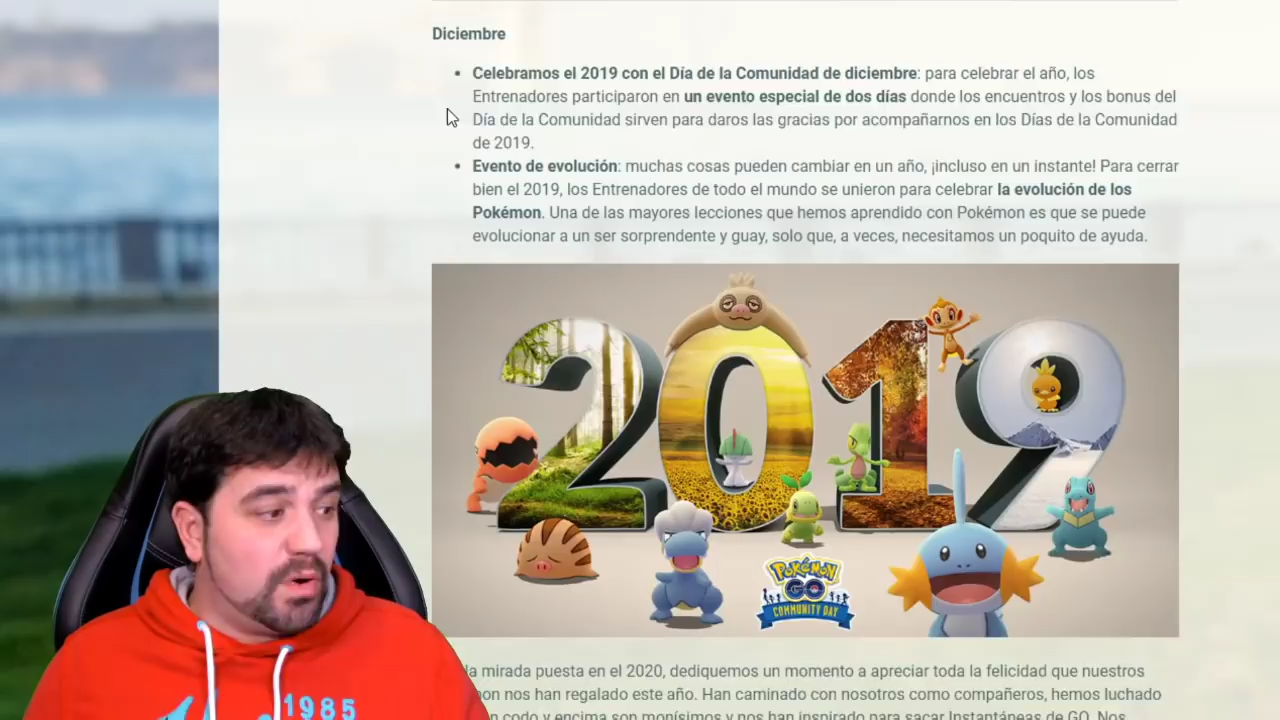 Diciembre
Celebramos el 2019 con el Día de la Comunidad de diciembre: para celebrar el año, los
Entrenadores participaron en un evento especial de dos días donde los encuentros y los bonus del
Día de la Comunidad sirven para daros las gracias por acompañarnos en los Días de la Comunidad
de 2019.
Evento de evolución: muchas cosas pueden cambiar en un año, ¡incluso en un instante! Para cerrar
bien el 2019, los Entrenadores de todo el mundo se unieron para celebrar la evolución de los
Pokémon. Una de las mayores lecciones que hemos aprendido con Pokémon es que se puede
evolucionar a un ser sorprendente y guay, solo que, a veces, necesitamos un poquito de ayuda.
2019
POKÉMON
GO
COMMUNITY DAY
la mirada puesta en el 2020, dediquemos un momento a apreciar toda la felicidad que nuestros
nos han regalado este año. Han caminado con nosotros como compañeros, hemos luchado
codo y encima son monísimos y nos han inspirado para sacar Instantáneas de GO. Nos
1985